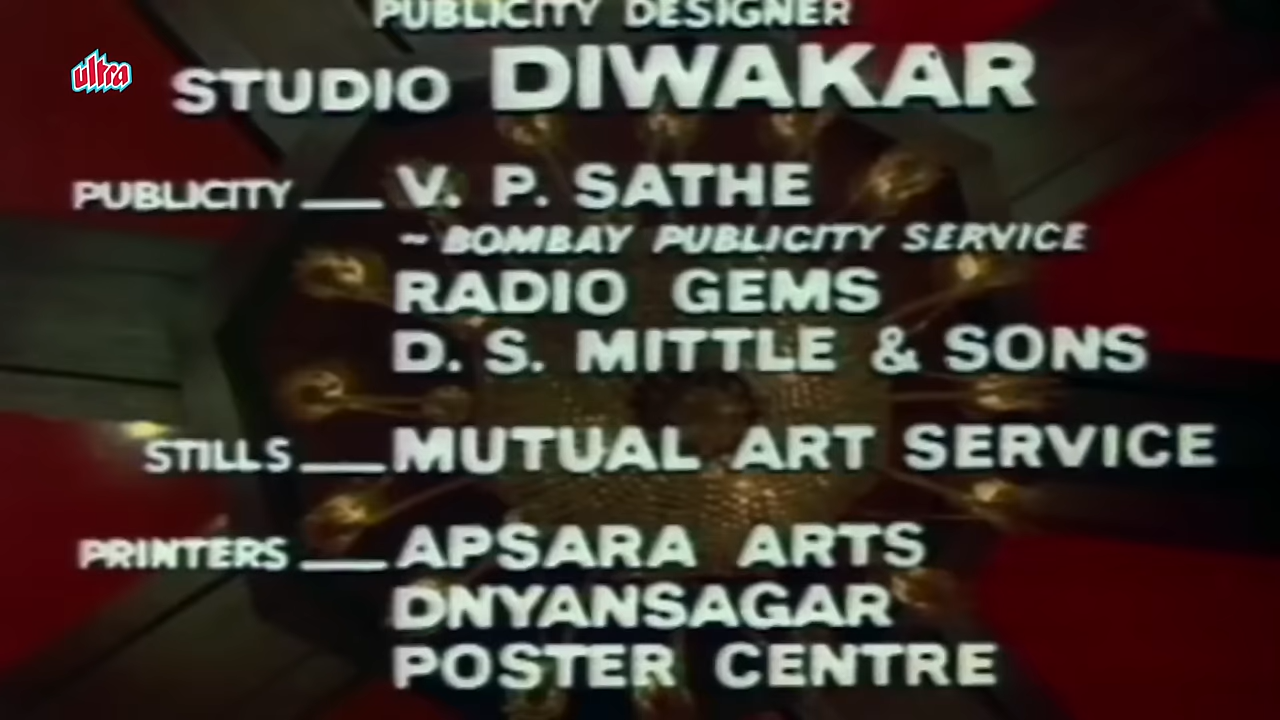 PUBLICITY DESIGNER
ultra
STUDIO DIWAKAR
PUBLICITY — V. P. SATHE
~ BOMBAY PUBLICITY SERVICE
RADIO GEMS
D. S. MITTLE & SONS
STILLS — MUTUAL ART SERVICE
PRINTERS — APSARA ARTS
DNYANSAGAR
POSTER CENTRE